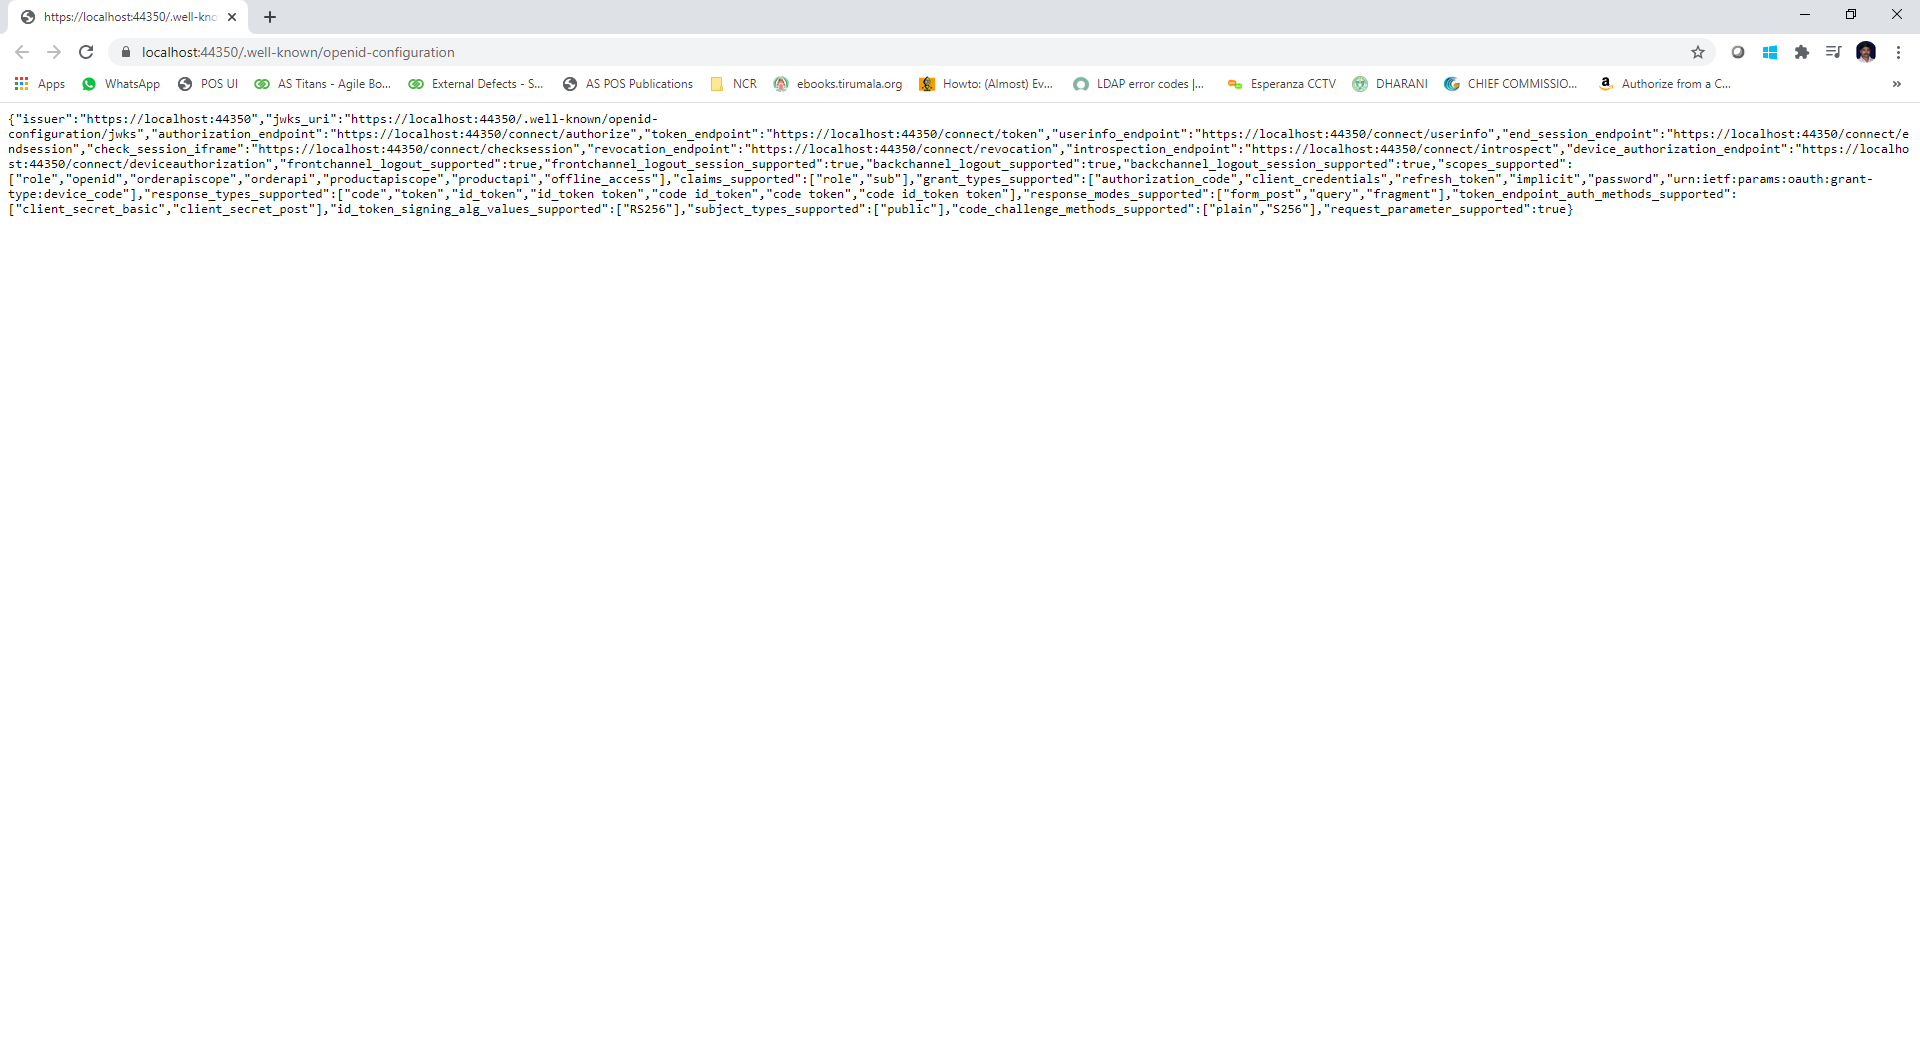 https://localhost:44350/.well-kno
localhost:44350/.well-known/openid-configuration
Apps WhatsApp POS UI AS Titans - Agile Bo... External Defects - S... AS POS Publications NCR ebooks.tirumala.org Howto: (Almost) Ev... LDAP error codes |... Esperanza CCTV DHARANI CHIEF COMMISSIO... Authorize from a C... »
{"issuer":"https://localhost:44350","jwks_uri":"https://localhost:44350/.well-known/openid-
configuration/jwks","authorization_endpoint":"https://localhost:44350/connect/authorize","token_endpoint":"https://localhost:44350/connect/token","userinfo_endpoint":"https://localhost:44350/connect/userinfo","end_session_endpoint":"https://localhost:44350/connect/e
ndsession","check_session_iframe":"https://localhost:44350/connect/checksession","revocation_endpoint":"https://localhost:44350/connect/revocation","introspection_endpoint":"https://localhost:44350/connect/introspect","device_authorization_endpoint":"https://localho
st:44350/connect/deviceauthorization","frontchannel_logout_supported":true,"frontchannel_logout_session_supported":true,"backchannel_logout_supported":true,"backchannel_logout_session_supported":true,"scopes_supported":
["role","openid","orderapiscope","orderapi","productapiscope","productapi","offline_access"],"claims_supported":["role","sub"],"grant_types_supported":["authorization_code","client_credentials","refresh_token","implicit","password","urn:ietf:params:oauth:grant-
type:device_code"],"response_types_supported":["code","token","id_token","id_token token","code id_token","code token","code id_token token"],"response_modes_supported":["form_post","query","fragment"],"token_endpoint_auth_methods_supported":
["client_secret_basic","client_secret_post"],"id_token_signing_alg_values_supported":["RS256"],"subject_types_supported":["public"],"code_challenge_methods_supported":["plain","S256"],"request_parameter_supported":true}